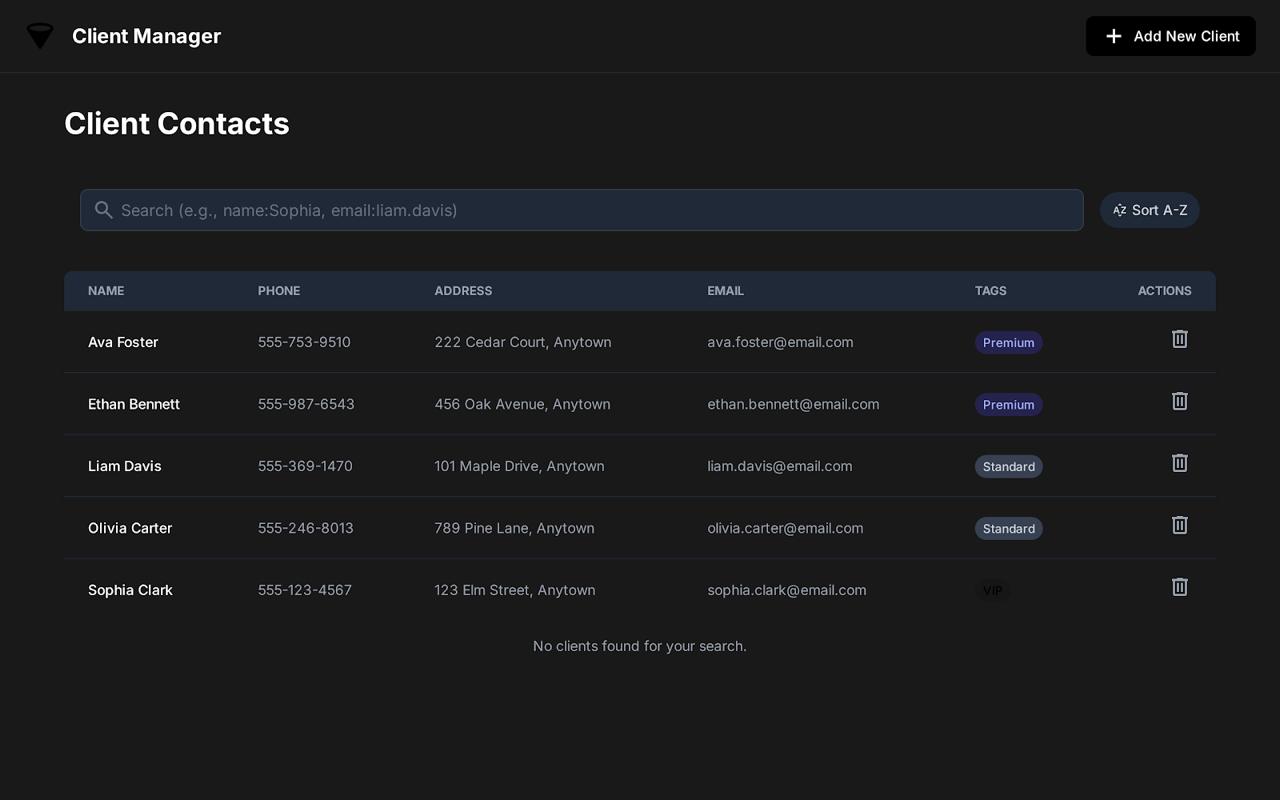 Client Manager
Add New Client
Client Contacts
Search (e.g., name:Sophia, email:liam.davis)
Sort A-Z
NAME PHONE ADDRESS EMAIL TAGS ACTIONS
Ava Foster 555-753-9510 222 Cedar Court, Anytown ava.foster@email.com Premium
Ethan Bennett 555-987-6543 456 Oak Avenue, Anytown ethan.bennett@email.com Premium
Liam Davis 555-369-1470 101 Maple Drive, Anytown liam.davis@email.com Standard
Olivia Carter 555-246-8013 789 Pine Lane, Anytown olivia.carter@email.com Standard
Sophia Clark 555-123-4567 123 Elm Street, Anytown sophia.clark@email.com VIP
No clients found for your search.